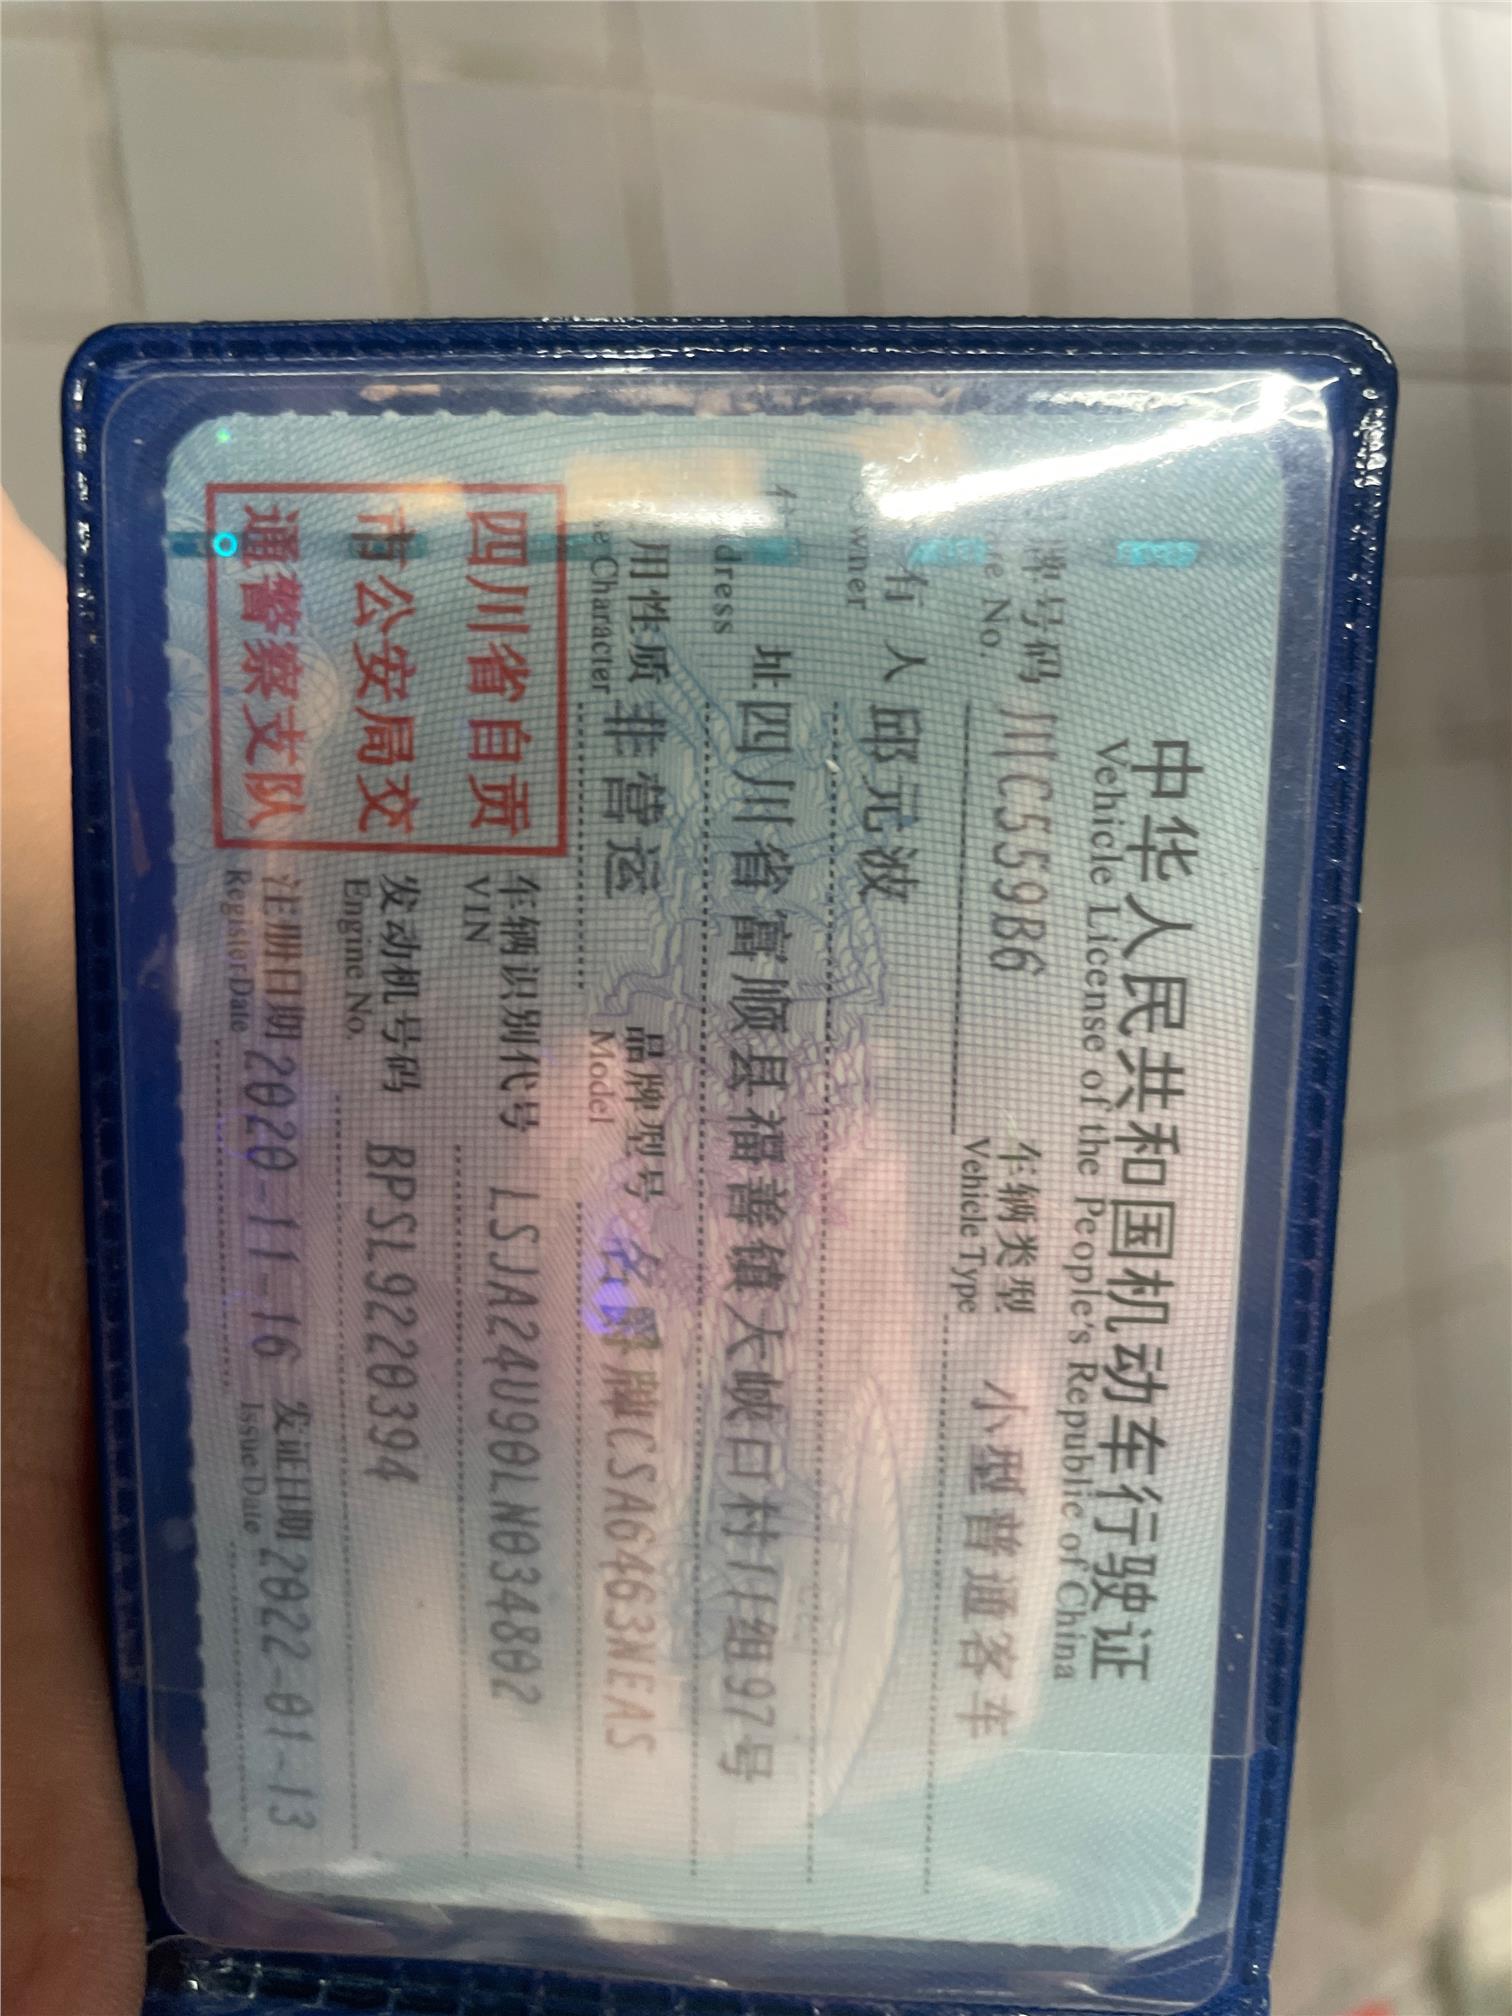 中华人民共和国机动车行驶证
Vehicle License of the People's Republic of China
牌号码 川C559B6 车辆类型 小型普通客车
e No. Vehicle Type
有 人 邱元波
Owner
址 四川省富顺县福善镇大峡口村川组97号
dress
用性质 非营运 品牌型号 名爵牌CSA6463NEAS
e Character Model
四川省自贡
市公安局交
通警察支队
车辆识别代号 LSJA24U90LN034802
VIN
发动机号码 BPSL9220394
Engine No.
注册日期 2020-11-16 发证日期 2022-01-13
Register Date Issue Date